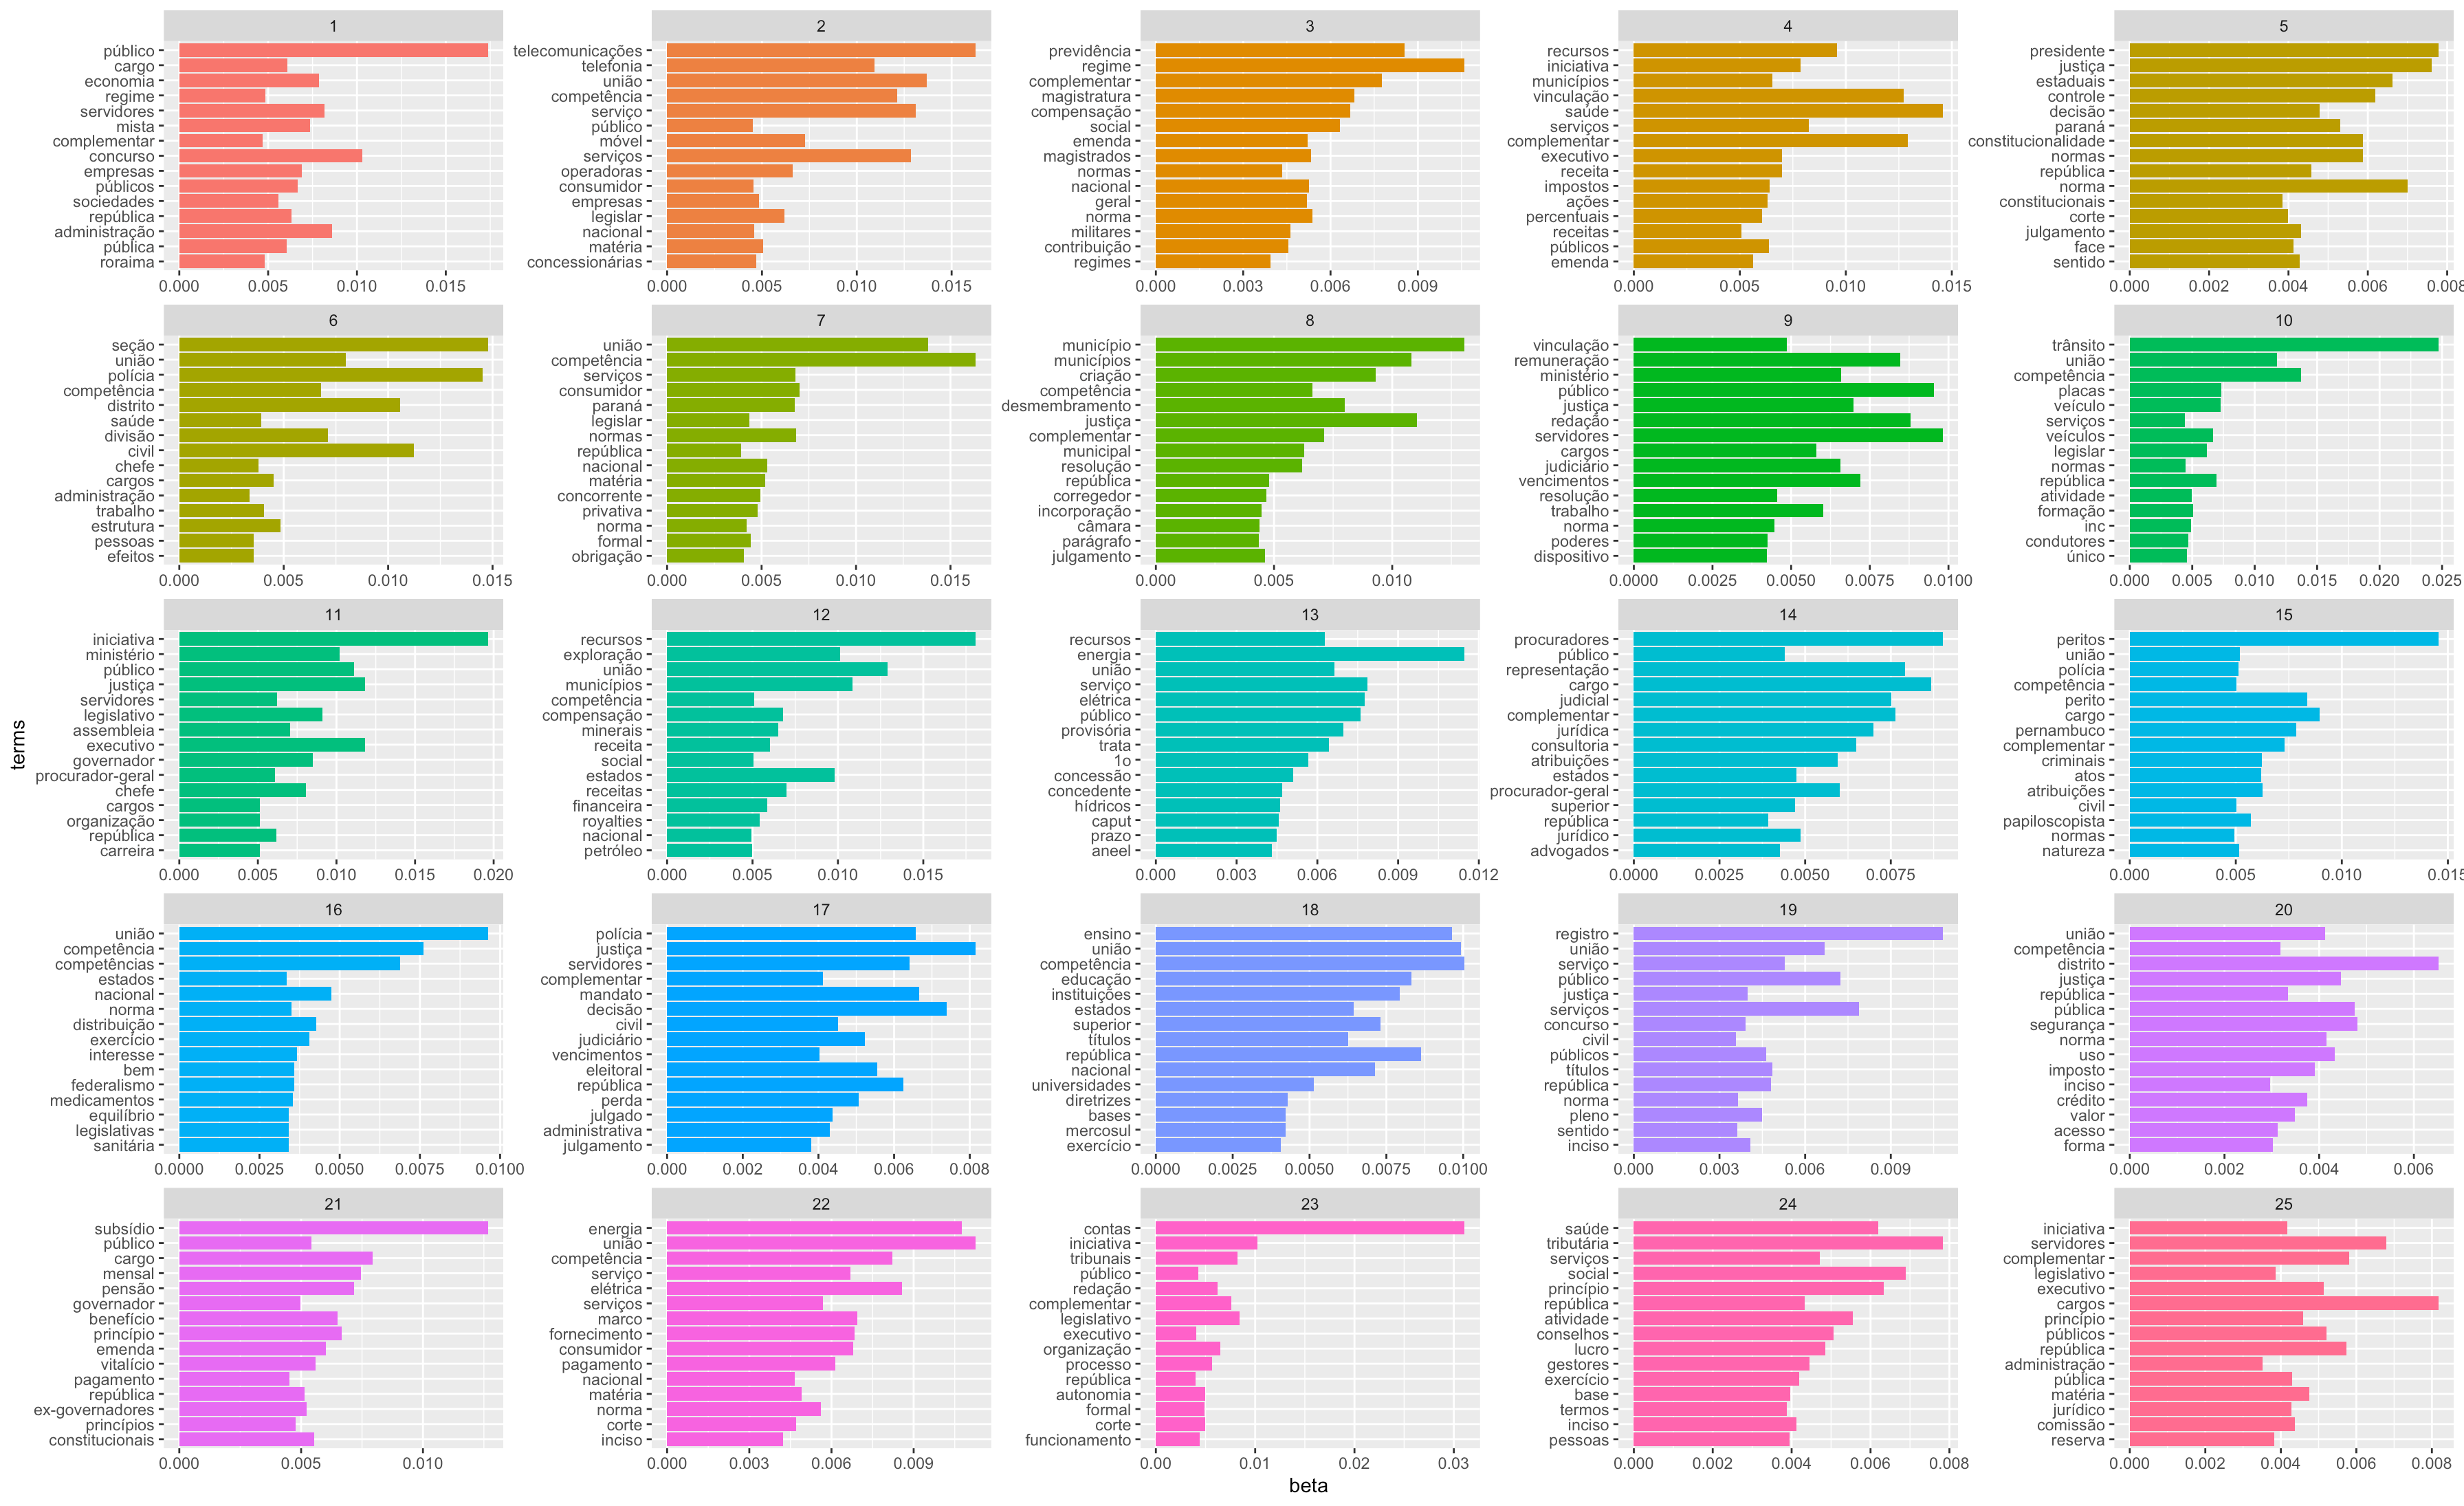 1
público
cargo
economia
regime
servidores
mista
complementar
concurso
empresas
públicos
sociedades
república
administração
pública
roraima
0.000 0.005 0.010 0.015
2
telecomunicações
telefonia
união
competência
serviço
público
móvel
serviços
operadoras
consumidor
empresas
legislar
nacional
matéria
concessionárias
0.000 0.005 0.010 0.015
3
previdência
regime
complementar
magistratura
compensação
social
emenda
magistrados
normas
nacional
geral
norma
militares
contribuição
regimes
0.000 0.003 0.006 0.009
4
recursos
iniciativa
municípios
vinculação
saúde
serviços
complementar
executivo
receita
impostos
ações
percentuais
receitas
públicos
emenda
0.000 0.005 0.010 0.015
5
presidente
justiça
estaduais
controle
decisão
paraná
constitucionalidade
normas
república
norma
constitucionais
corte
julgamento
face
sentido
0.000 0.002 0.004 0.006 0.008
6
seção
união
polícia
competência
distrito
saúde
divisão
civil
chefe
cargos
administração
trabalho
estrutura
pessoas
efeitos
0.000 0.005 0.010 0.015
7
união
competência
serviços
consumidor
paraná
legislar
normas
república
nacional
matéria
concorrente
privativa
norma
formal
obrigação
0.000 0.005 0.010 0.015
8
município
municípios
criação
competência
desmembramento
justiça
complementar
municipal
resolução
república
corregedor
incorporação
câmara
parágrafo
julgamento
0.000 0.005 0.010
9
vinculação
remuneração
ministério
público
justiça
redação
servidores
cargos
judiciário
vencimentos
resolução
trabalho
norma
poderes
dispositivo
0.0000 0.0025 0.0050 0.0075 0.0100
10
trânsito
união
competência
placas
veículo
serviços
veículos
legislar
normas
república
atividade
formação
inc
condutores
único
0.000 0.005 0.010 0.015 0.020 0.025
11
iniciativa
ministério
público
justiça
servidores
legislativo
assembleia
executivo
governador
procurador-geral
chefe
cargos
organização
república
carreira
0.000 0.005 0.010 0.015 0.020
12
recursos
exploração
união
municípios
competência
compensação
minerais
receita
social
estados
receitas
financeira
royalties
nacional
petróleo
0.000 0.005 0.010 0.015
13
recursos
energia
união
serviço
elétrica
público
provisória
trata
1o
concessão
concedente
hídricos
caput
prazo
aneel
0.000 0.003 0.006 0.009 0.012
14
procuradores
público
representação
cargo
judicial
complementar
jurídica
consultoria
atribuições
estados
procurador-geral
superior
república
jurídico
advogados
0.0000 0.0025 0.0050 0.0075
15
peritos
união
polícia
competência
perito
cargo
pernambuco
complementar
criminais
atos
atribuições
civil
papiloscopista
normas
natureza
0.000 0.005 0.010 0.015
16
união
competência
competências
estados
nacional
norma
distribuição
exercício
interesse
bem
federalismo
medicamentos
equilíbrio
legislativas
sanitária
0.0000 0.0025 0.0050 0.0075 0.0100
17
polícia
justiça
servidores
complementar
mandato
decisão
civil
judiciário
vencimentos
eleitoral
república
perda
julgado
administrativa
julgamento
0.000 0.002 0.004 0.006 0.008
18
ensino
união
competência
educação
instituições
estados
superior
títulos
república
nacional
universidades
diretrizes
bases
mercosul
exercício
0.0000 0.0025 0.0050 0.0075 0.0100
19
registro
união
serviço
público
justiça
serviços
concurso
civil
públicos
títulos
república
norma
pleno
sentido
inciso
0.000 0.003 0.006 0.009
20
união
competência
distrito
justiça
república
pública
segurança
norma
uso
imposto
inciso
crédito
valor
acesso
forma
0.000 0.002 0.004 0.006
21
subsídio
público
cargo
mensal
pensão
governador
benefício
princípio
emenda
vitalício
pagamento
república
ex-governadores
princípios
constitucionais
0.000 0.005 0.010
22
energia
união
competência
serviço
elétrica
serviços
marco
fornecimento
consumidor
pagamento
nacional
matéria
norma
corte
inciso
0.000 0.003 0.006 0.009
23
contas
iniciativa
tribunais
público
redação
complementar
legislativo
executivo
organização
processo
república
autonomia
formal
corte
funcionamento
0.00 0.01 0.02 0.03
24
saúde
tributária
serviços
social
princípio
república
atividade
conselhos
lucro
gestores
exercício
base
termos
inciso
pessoas
0.000 0.002 0.004 0.006 0.008
25
iniciativa
servidores
complementar
legislativo
executivo
cargos
princípio
públicos
república
administração
pública
matéria
jurídico
comissão
reserva
0.000 0.002 0.004 0.006 0.008
terms
beta